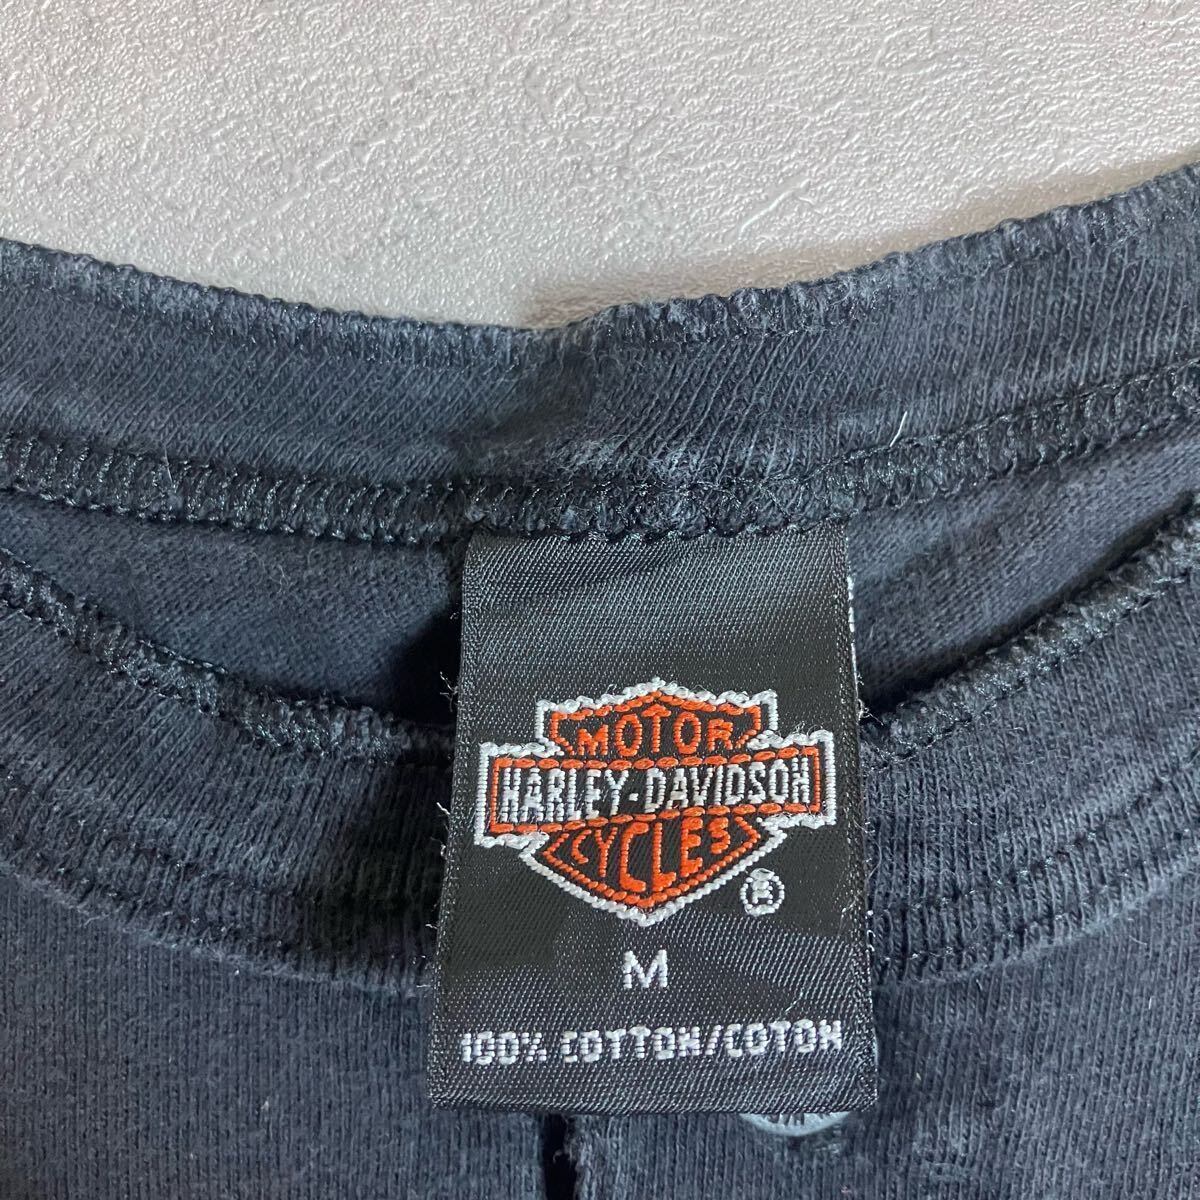 MOTOR
HARLEY-DAVIDSON
CYCLES
®
M
100% COTTON/COTON